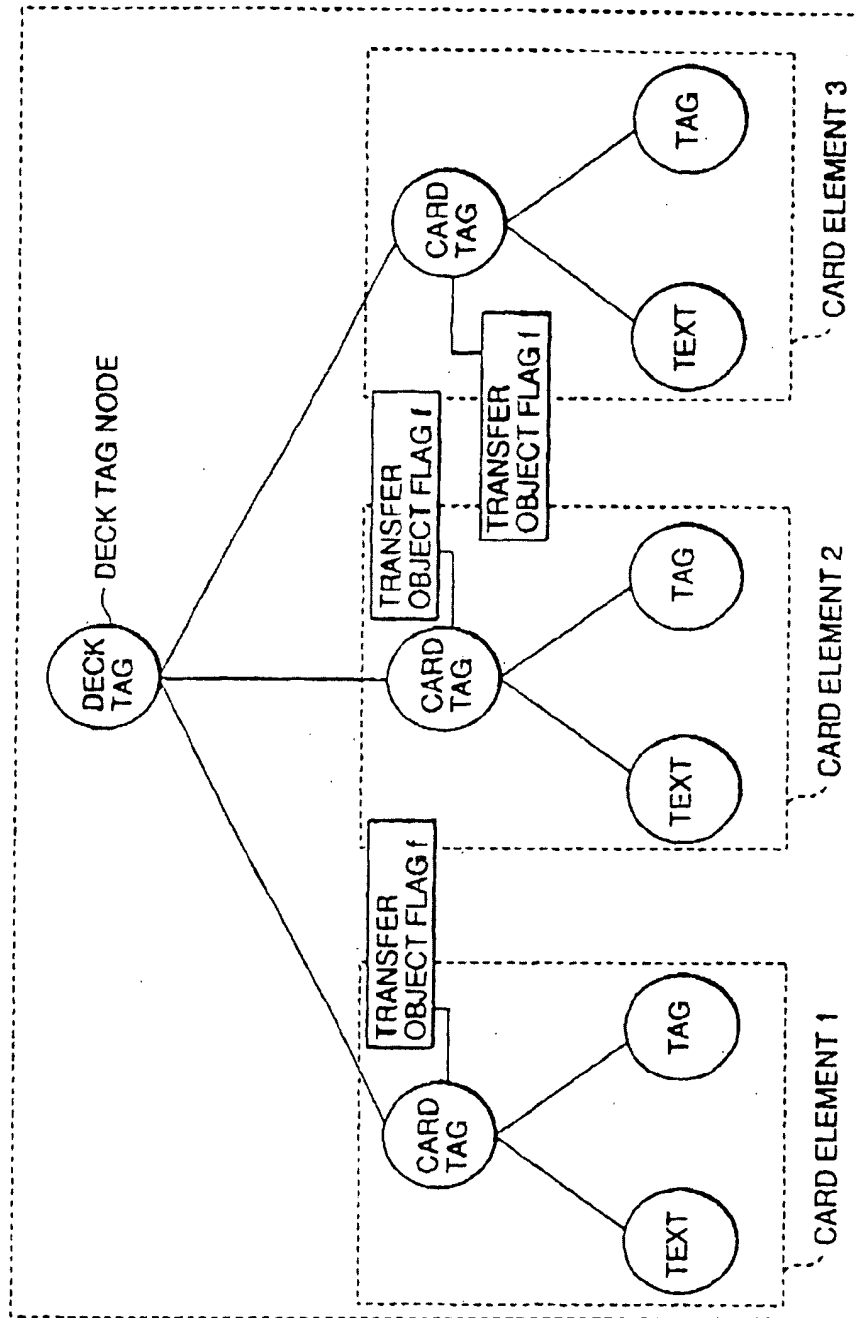 DECK
TAG
DECK TAG NODE
TRANSFER
OBJECT FLAG f
TRANSFER
OBJECT FLAG f
TRANSFER
OBJECT FLAG f
CARD
TAG
CARD
TAG
CARD
TAG
TEXT
TAG
TEXT
TAG
TEXT
TAG
CARD ELEMENT 1
CARD ELEMENT 2
CARD ELEMENT 3